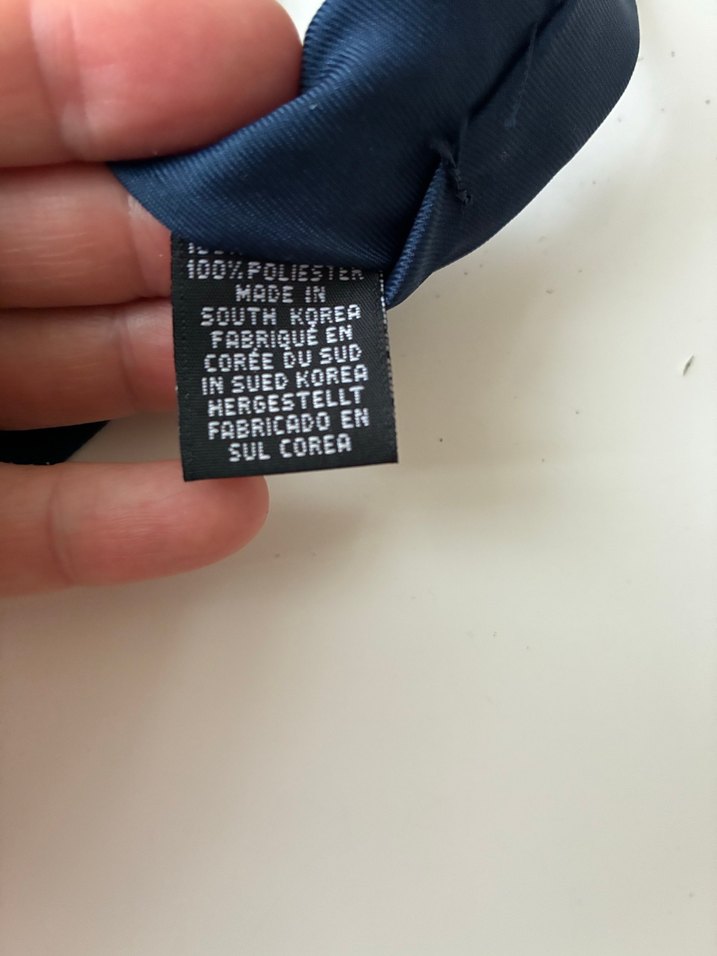 100% POLIESTER
MADE IN
SOUTH KOREA
FABRIQUÉ EN
CORÉE DU SUD
IN SUED KOREA
HERGESTELLT
FABRICADO EN
SUL COREA